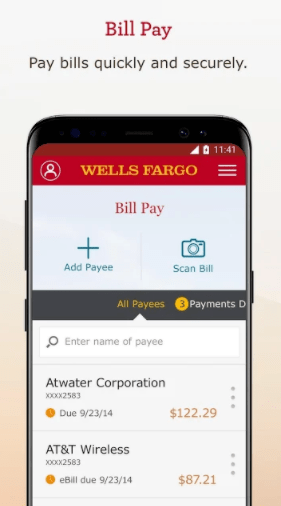 Bill Pay
Pay bills quickly and securely.
11:41
WELLS FARGO
Bill Pay
Add Payee
Scan Bill
All Payees 3 Payments D
Enter name of payee
Atwater Corporation
xxxx2583
Due 9/23/14 $122.29
AT&T Wireless
xxxx2583
eBill due 9/23/14 $87.21